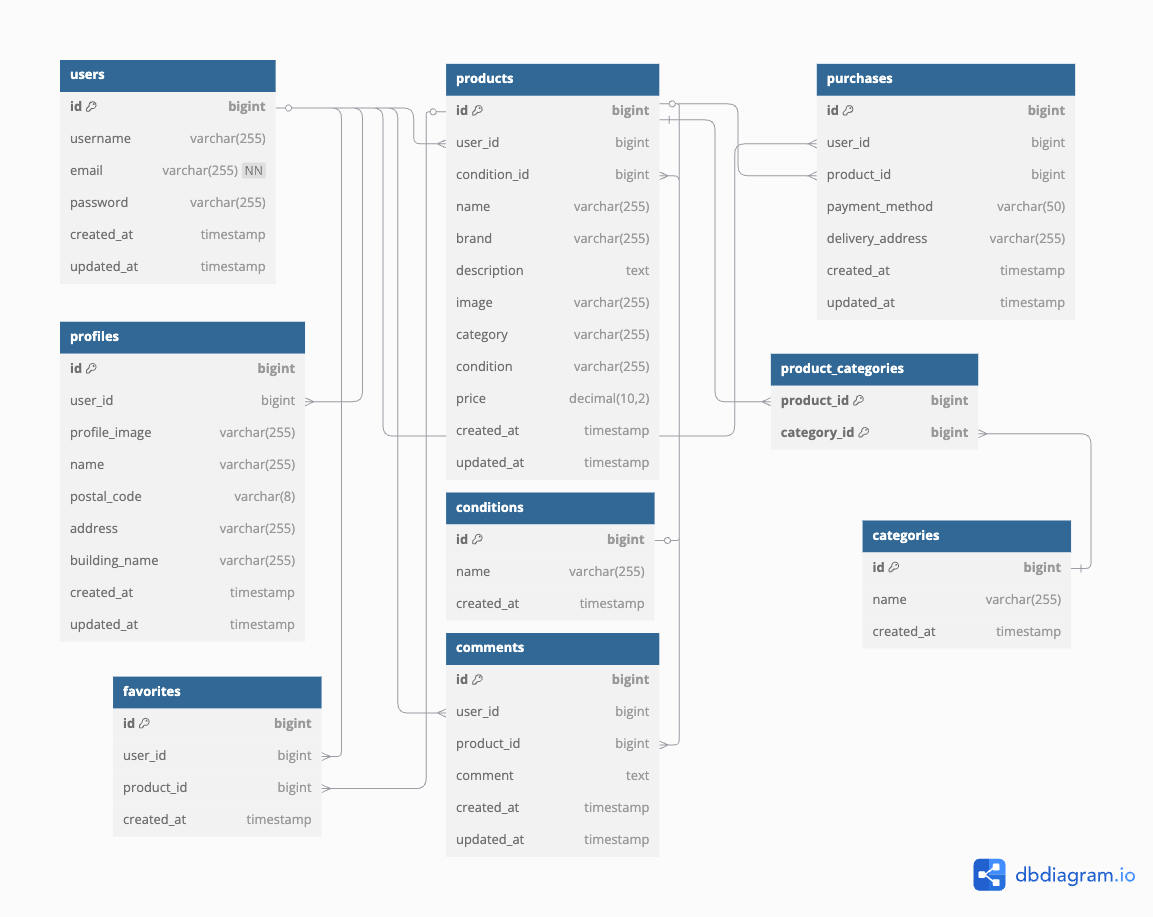 users
id bigint
username varchar(255)
email varchar(255) NN
password varchar(255)
created_at timestamp
updated_at timestamp
profiles
id bigint
user_id bigint
profile_image varchar(255)
name varchar(255)
postal_code varchar(8)
address varchar(255)
building_name varchar(255)
created_at timestamp
updated_at timestamp
favorites
id bigint
user_id bigint
product_id bigint
created_at timestamp
products
id bigint
user_id bigint
condition_id bigint
name varchar(255)
brand varchar(255)
description text
image varchar(255)
category varchar(255)
condition varchar(255)
price decimal(10,2)
created_at timestamp
updated_at timestamp
conditions
id bigint
name varchar(255)
created_at timestamp
comments
id bigint
user_id bigint
product_id bigint
comment text
created_at timestamp
updated_at timestamp
purchases
id bigint
user_id bigint
product_id bigint
payment_method varchar(50)
delivery_address varchar(255)
created_at timestamp
updated_at timestamp
product_categories
product_id bigint
category_id bigint
categories
id bigint
name varchar(255)
created_at timestamp
dbdiagram.io